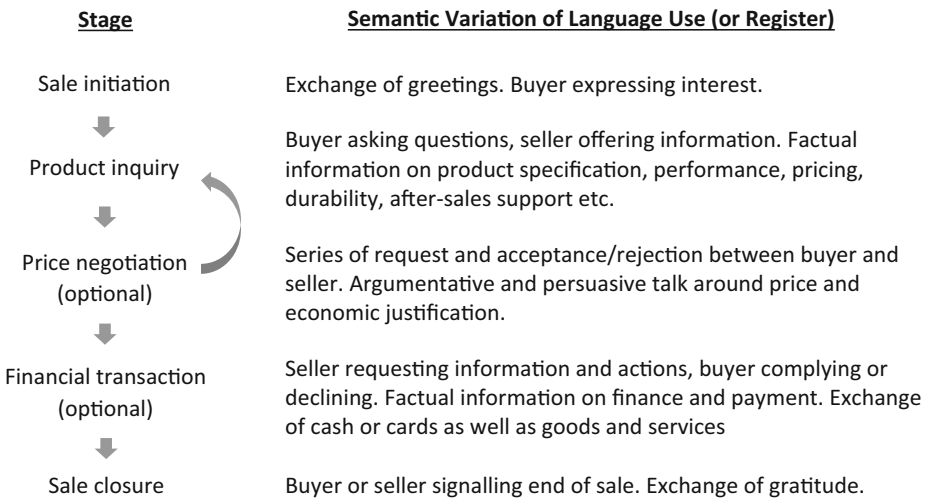 Stage
Semantic Variation of Language Use (or Register)
Sale initiation
Exchange of greetings. Buyer expressing interest.
Product inquiry
Buyer asking questions, seller offering information. Factual
information on product specification, performance, pricing,
durability, after-sales support etc.
Price negotiation
(optional)
Series of request and acceptance/rejection between buyer and
seller. Argumentative and persuasive talk around price and
economic justification.
Financial transaction
(optional)
Seller requesting information and actions, buyer complying or
declining. Factual information on finance and payment. Exchange
of cash or cards as well as goods and services
Sale closure
Buyer or seller signalling end of sale. Exchange of gratitude.